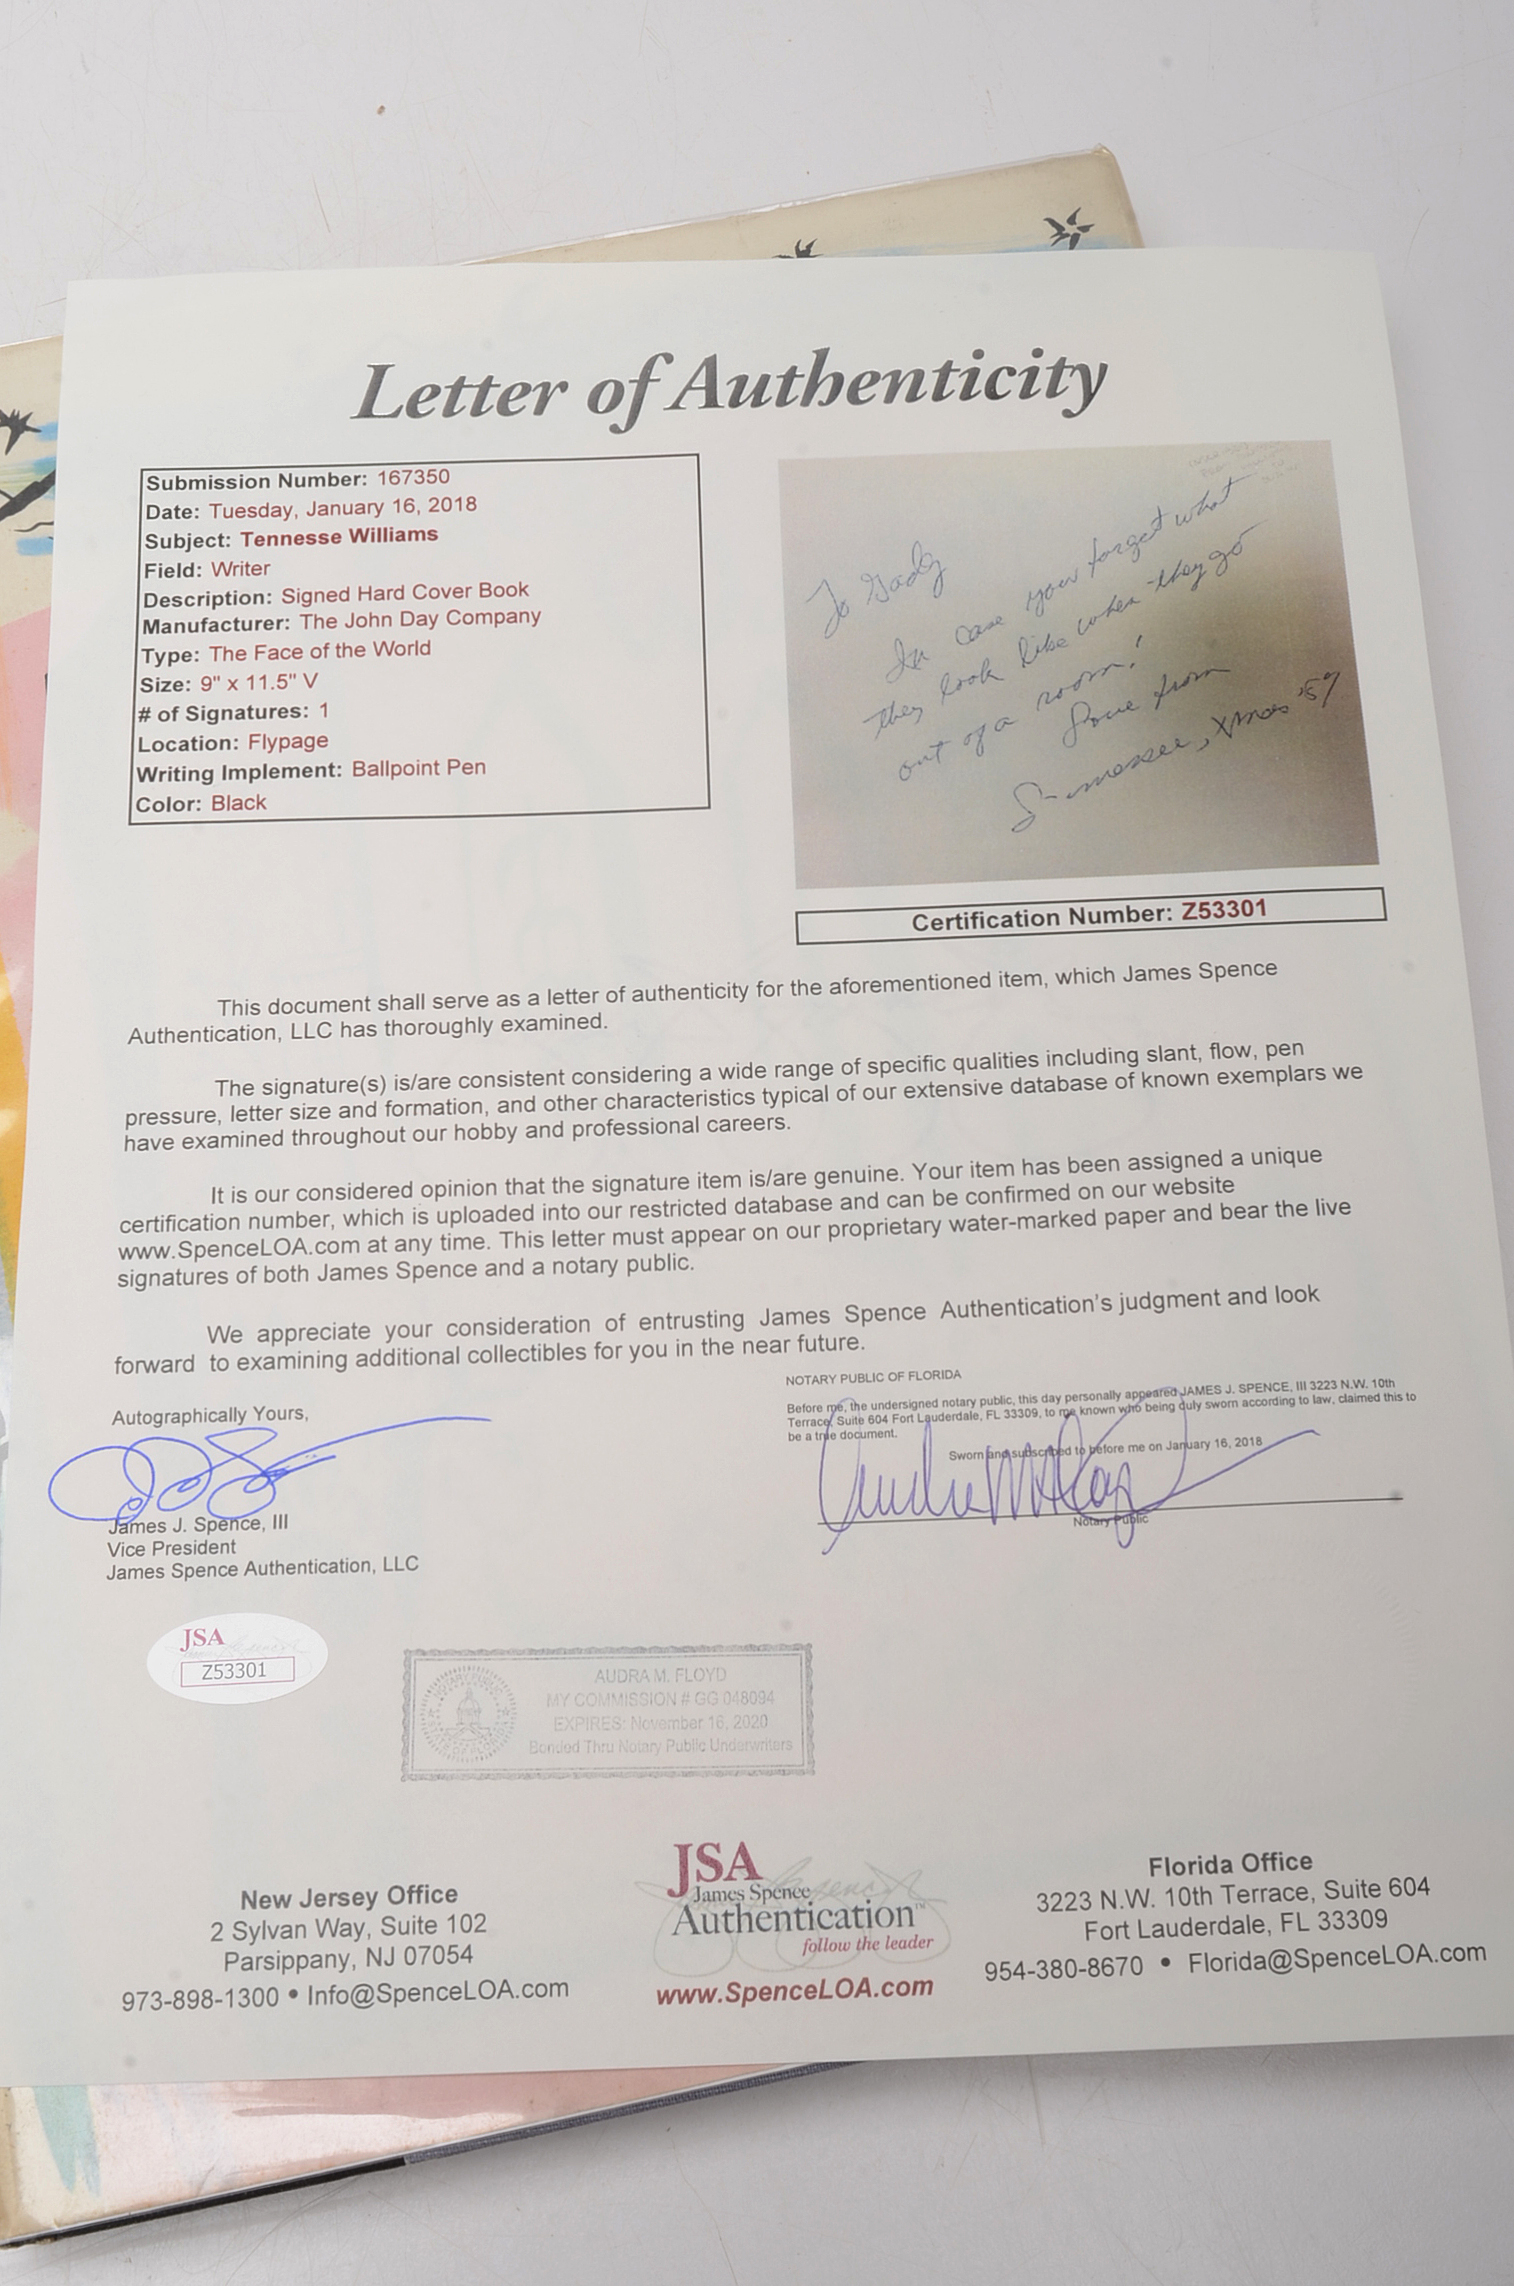 Letter of Authenticity
Submission Number: 167350
Date: Tuesday, January 16, 2018
Subject: Tennesse Williams
Field: Writer
Description: Signed Hard Cover Book
Manufacturer: The John Day Company
Type: The Face of the World
Size: 9" x 11.5" V
# of Signatures: 1
Location: Flypage
Writing Implement: Ballpoint Pen
Color: Black
To Gady
In case you forget what
they look like when they go
out of a room!
Love from
Tennessee, Xmas '57
Certification Number: Z53301
This document shall serve as a letter of authenticity for the aforementioned item, which James Spence
Authentication, LLC has thoroughly examined.
The signature(s) is/are consistent considering a wide range of specific qualities including slant, flow, pen
pressure, letter size and formation, and other characteristics typical of our extensive database of known exemplars we
have examined throughout our hobby and professional careers.
It is our considered opinion that the signature item is/are genuine. Your item has been assigned a unique
certification number, which is uploaded into our restricted database and can be confirmed on our website
www.SpenceLOA.com at any time. This letter must appear on our proprietary water-marked paper and bear the live
signatures of both James Spence and a notary public.
We appreciate your consideration of entrusting James Spence Authentication's judgment and look
forward to examining additional collectibles for you in the near future.
NOTARY PUBLIC OF FLORIDA
Before me, the undersigned notary public, this day personally appeared JAMES J. SPENCE, III 3223 N.W. 10th
Terrace, Suite 604 Fort Lauderdale, FL 33309, to me known who being duly sworn according to law, claimed this to
be a true document.
Sworn and subscribed to before me on January 16, 2018
Notary Public
Autographically Yours,
James J. Spence, III
Vice President
James Spence Authentication, LLC
JSA
Z53301
AUDRA M. FLOYD
MY COMMISSION # GG 048094
EXPIRES: November 16, 2020
Bonded Thru Notary Public Underwriters
New Jersey Office
2 Sylvan Way, Suite 102
Parsippany, NJ 07054
973-898-1300 • Info@SpenceLOA.com
JSA
James Spence
Authentication™
follow the leader
www.SpenceLOA.com
Florida Office
3223 N.W. 10th Terrace, Suite 604
Fort Lauderdale, FL 33309
954-380-8670 • Florida@SpenceLOA.com